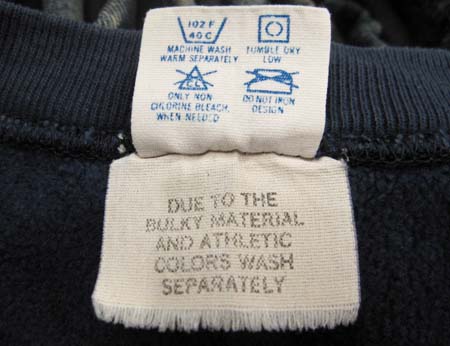 102 F
40 C
MACHINE WASH
WARM SEPARATELY
TUMBLE DRY
LOW
CL
ONLY NON
CHLORINE BLEACH
WHEN NEEDED
DO NOT IRON
DESIGN
DUE TO THE
BULKY MATERIAL
AND ATHLETIC
COLORS WASH
SEPARATELY